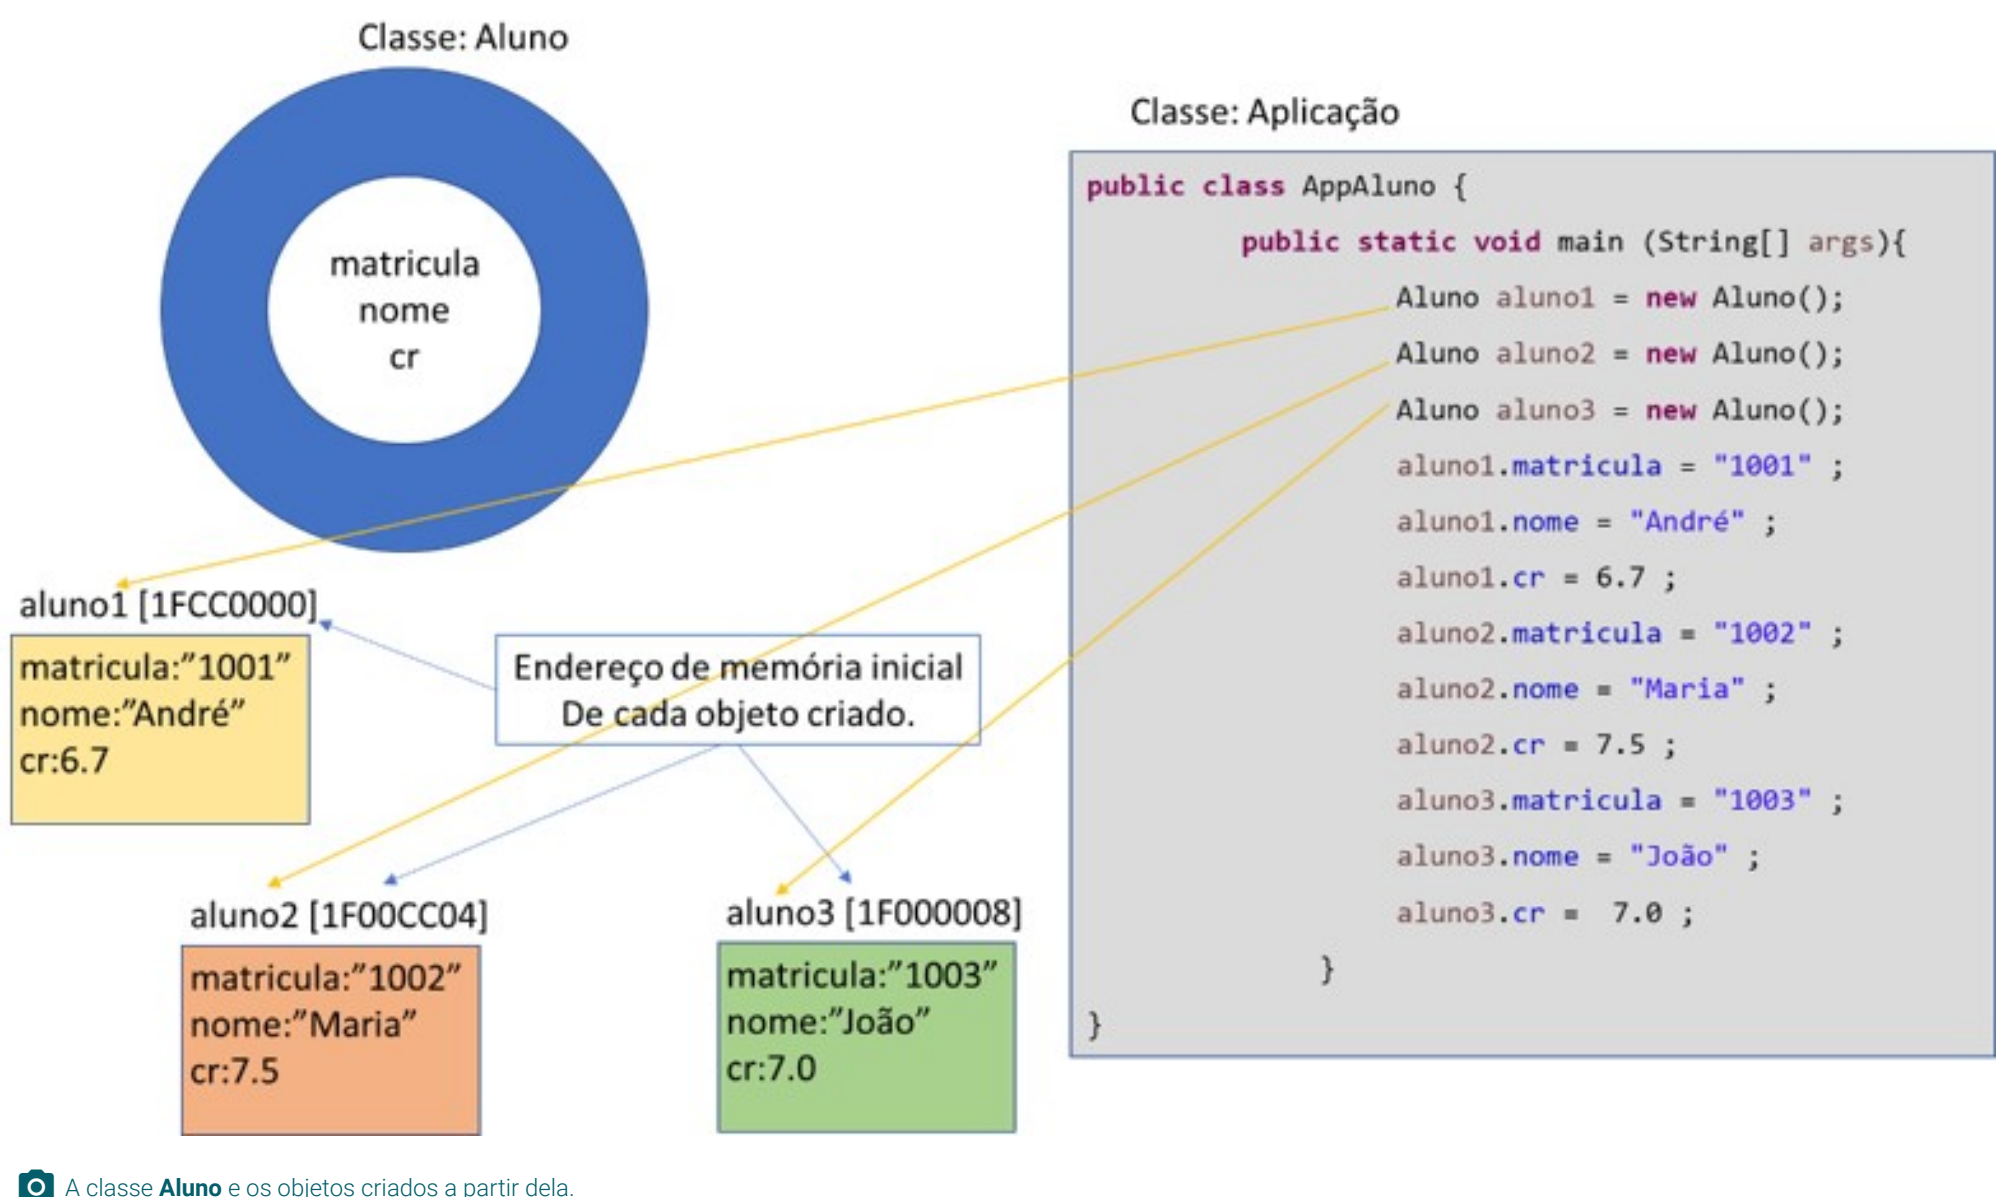 Classe: Aluno
matricula
nome
cr
Classe: Aplicação
public class AppAluno {
public static void main (String[] args){
Aluno aluno1 = new Aluno();
Aluno aluno2 = new Aluno();
Aluno aluno3 = new Aluno();
aluno1.matricula = "1001" ;
aluno1.nome = "André" ;
aluno1.cr = 6.7 ;
aluno2.matricula = "1002" ;
aluno2.nome = "Maria" ;
aluno2.cr = 7.5 ;
aluno3.matricula = "1003" ;
aluno3.nome = "João" ;
aluno3.cr = 7.0 ;
}
}
aluno1 [1FCC0000]
matricula:”1001”
nome:”André”
cr:6.7
Endereço de memória inicial
De cada objeto criado.
aluno2 [1F00CC04]
matricula:”1002”
nome:”Maria”
cr:7.5
aluno3 [1F000008]
matricula:”1003”
nome:”João”
cr:7.0
A classe Aluno e os objetos criados a partir dela.